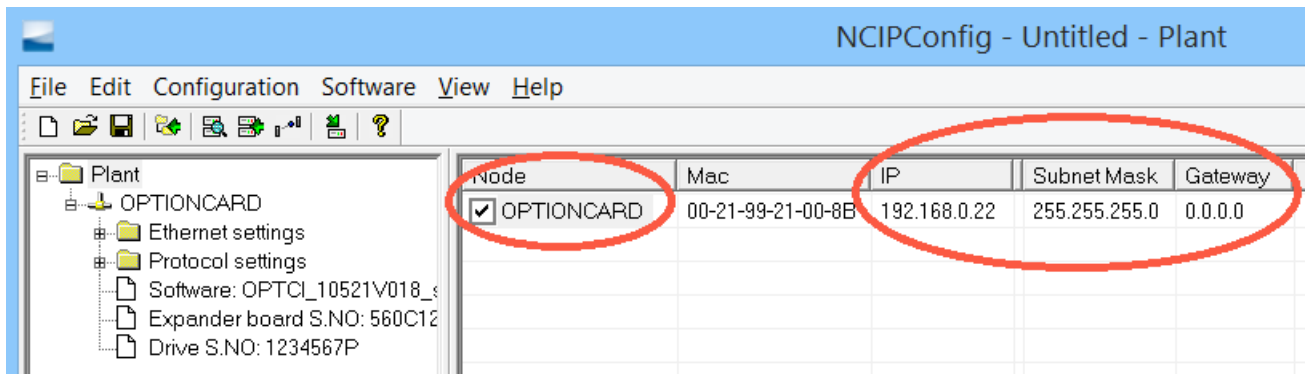 NCIPConfig - Untitled - Plant
File Edit Configuration Software View Help
Plant
OPTIONCARD
Ethernet settings
Protocol settings
Software: OPTCI_10521V018_s
Expander board S.NO: 560C12
Drive S.NO: 1234567P
Node Mac IP Subnet Mask Gateway
OPTIONCARD 00-21-99-21-00-8B 192.168.0.22 255.255.255.0 0.0.0.0